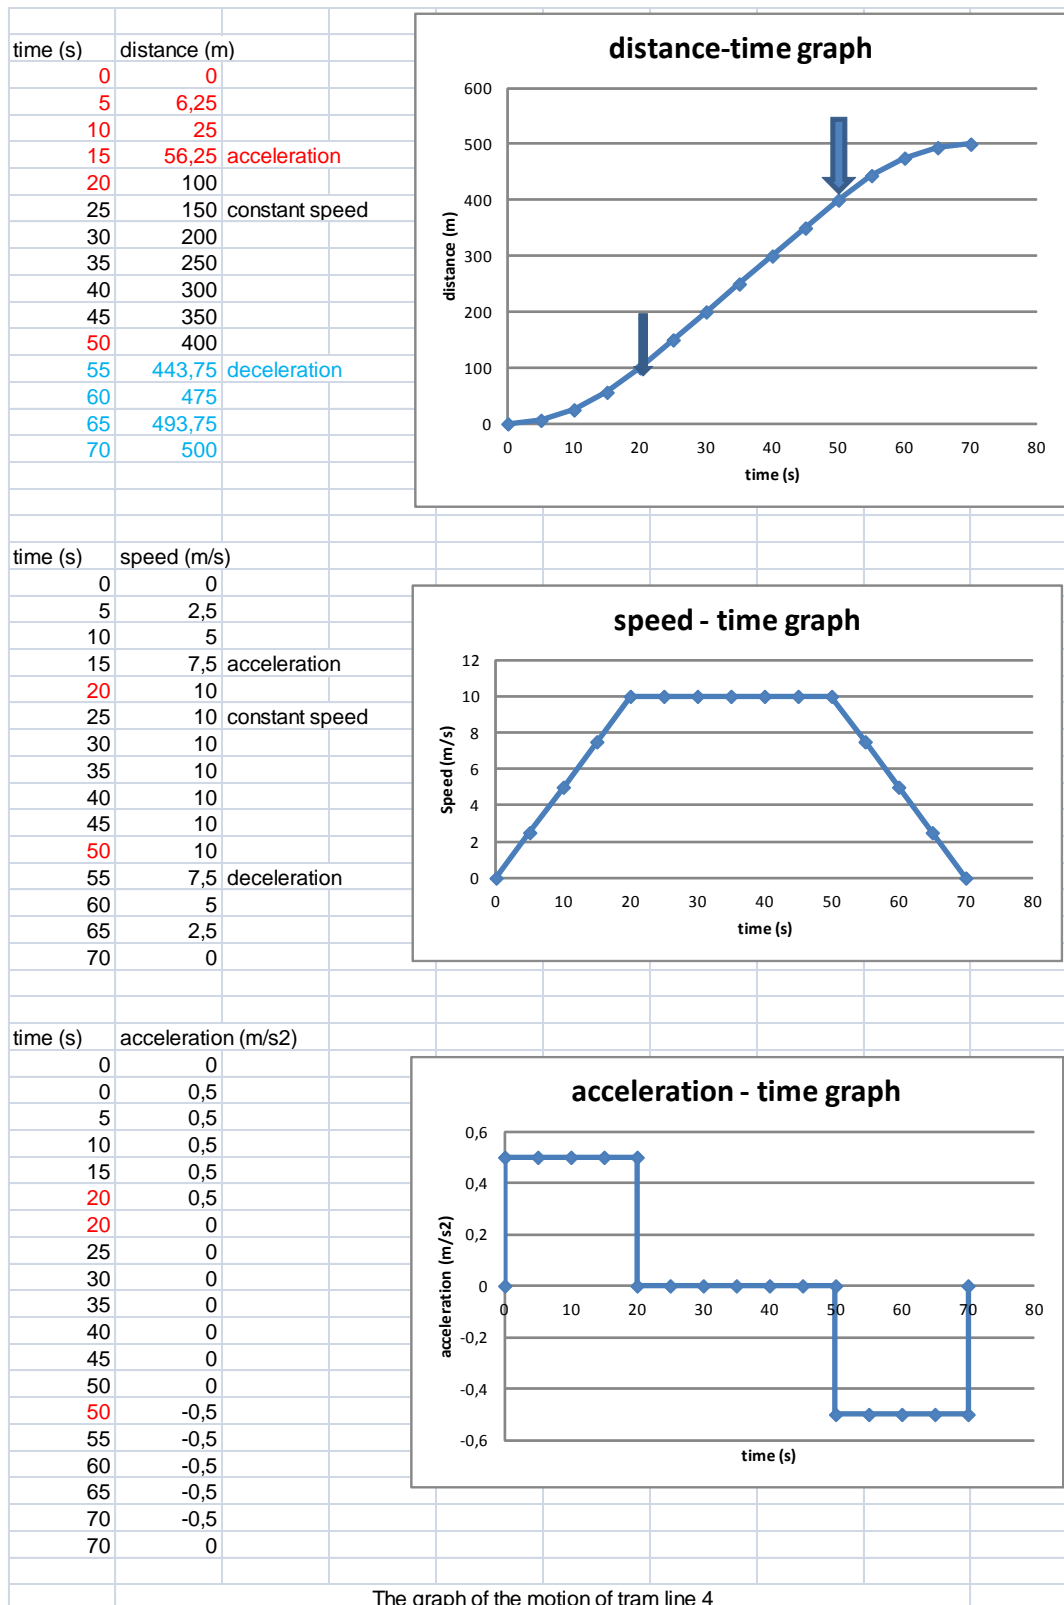 time (s) distance (m)
0 0
5 6,25
10 25
15 56,25 acceleration
20 100
25 150 constant speed
30 200
35 250
40 300
45 350
50 400
55 443,75 deceleration
60 475
65 493,75
70 500
distance-time graph
600
500
400
300
200
100
0
0 10 20 30 40 50 60 70 80
distance (m)
time (s)
time (s) speed (m/s)
0 0
5 2,5
10 5
15 7,5 acceleration
20 10
25 10 constant speed
30 10
35 10
40 10
45 10
50 10
55 7,5 deceleration
60 5
65 2,5
70 0
speed - time graph
12
10
8
6
4
2
0
0 10 20 30 40 50 60 70 80
Speed (m/s)
time (s)
time (s) acceleration (m/s2)
0 0
0 0,5
5 0,5
10 0,5
15 0,5
20 0,5
20 0
25 0
30 0
35 0
40 0
45 0
50 0
50 -0,5
55 -0,5
60 -0,5
65 -0,5
70 -0,5
70 0
acceleration - time graph
0,6
0,4
0,2
0
-0,2
-0,4
-0,6
0 10 20 30 40 50 60 70 80
acceleration (m/s2)
time (s)
The graph of the motion of tram line 4